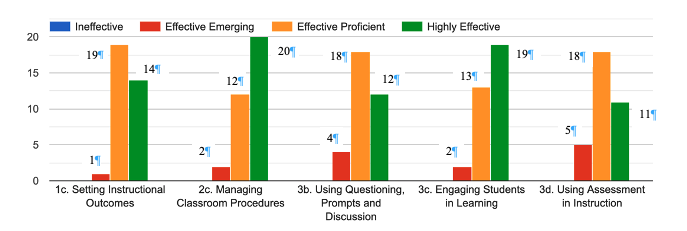 Ineffective Effective Emerging Effective Proficient Highly Effective
20
15
10
5
0
1¶ 19¶ 14¶
2¶ 12¶ 20¶
4¶ 18¶ 12¶
2¶ 13¶ 19¶
5¶ 18¶ 11¶
1c. Setting Instructional
Outcomes
2c. Managing
Classroom Procedures
3b. Using Questioning,
Prompts and
Discussion
3c. Engaging Students
in Learning
3d. Using Assessment
in Instruction